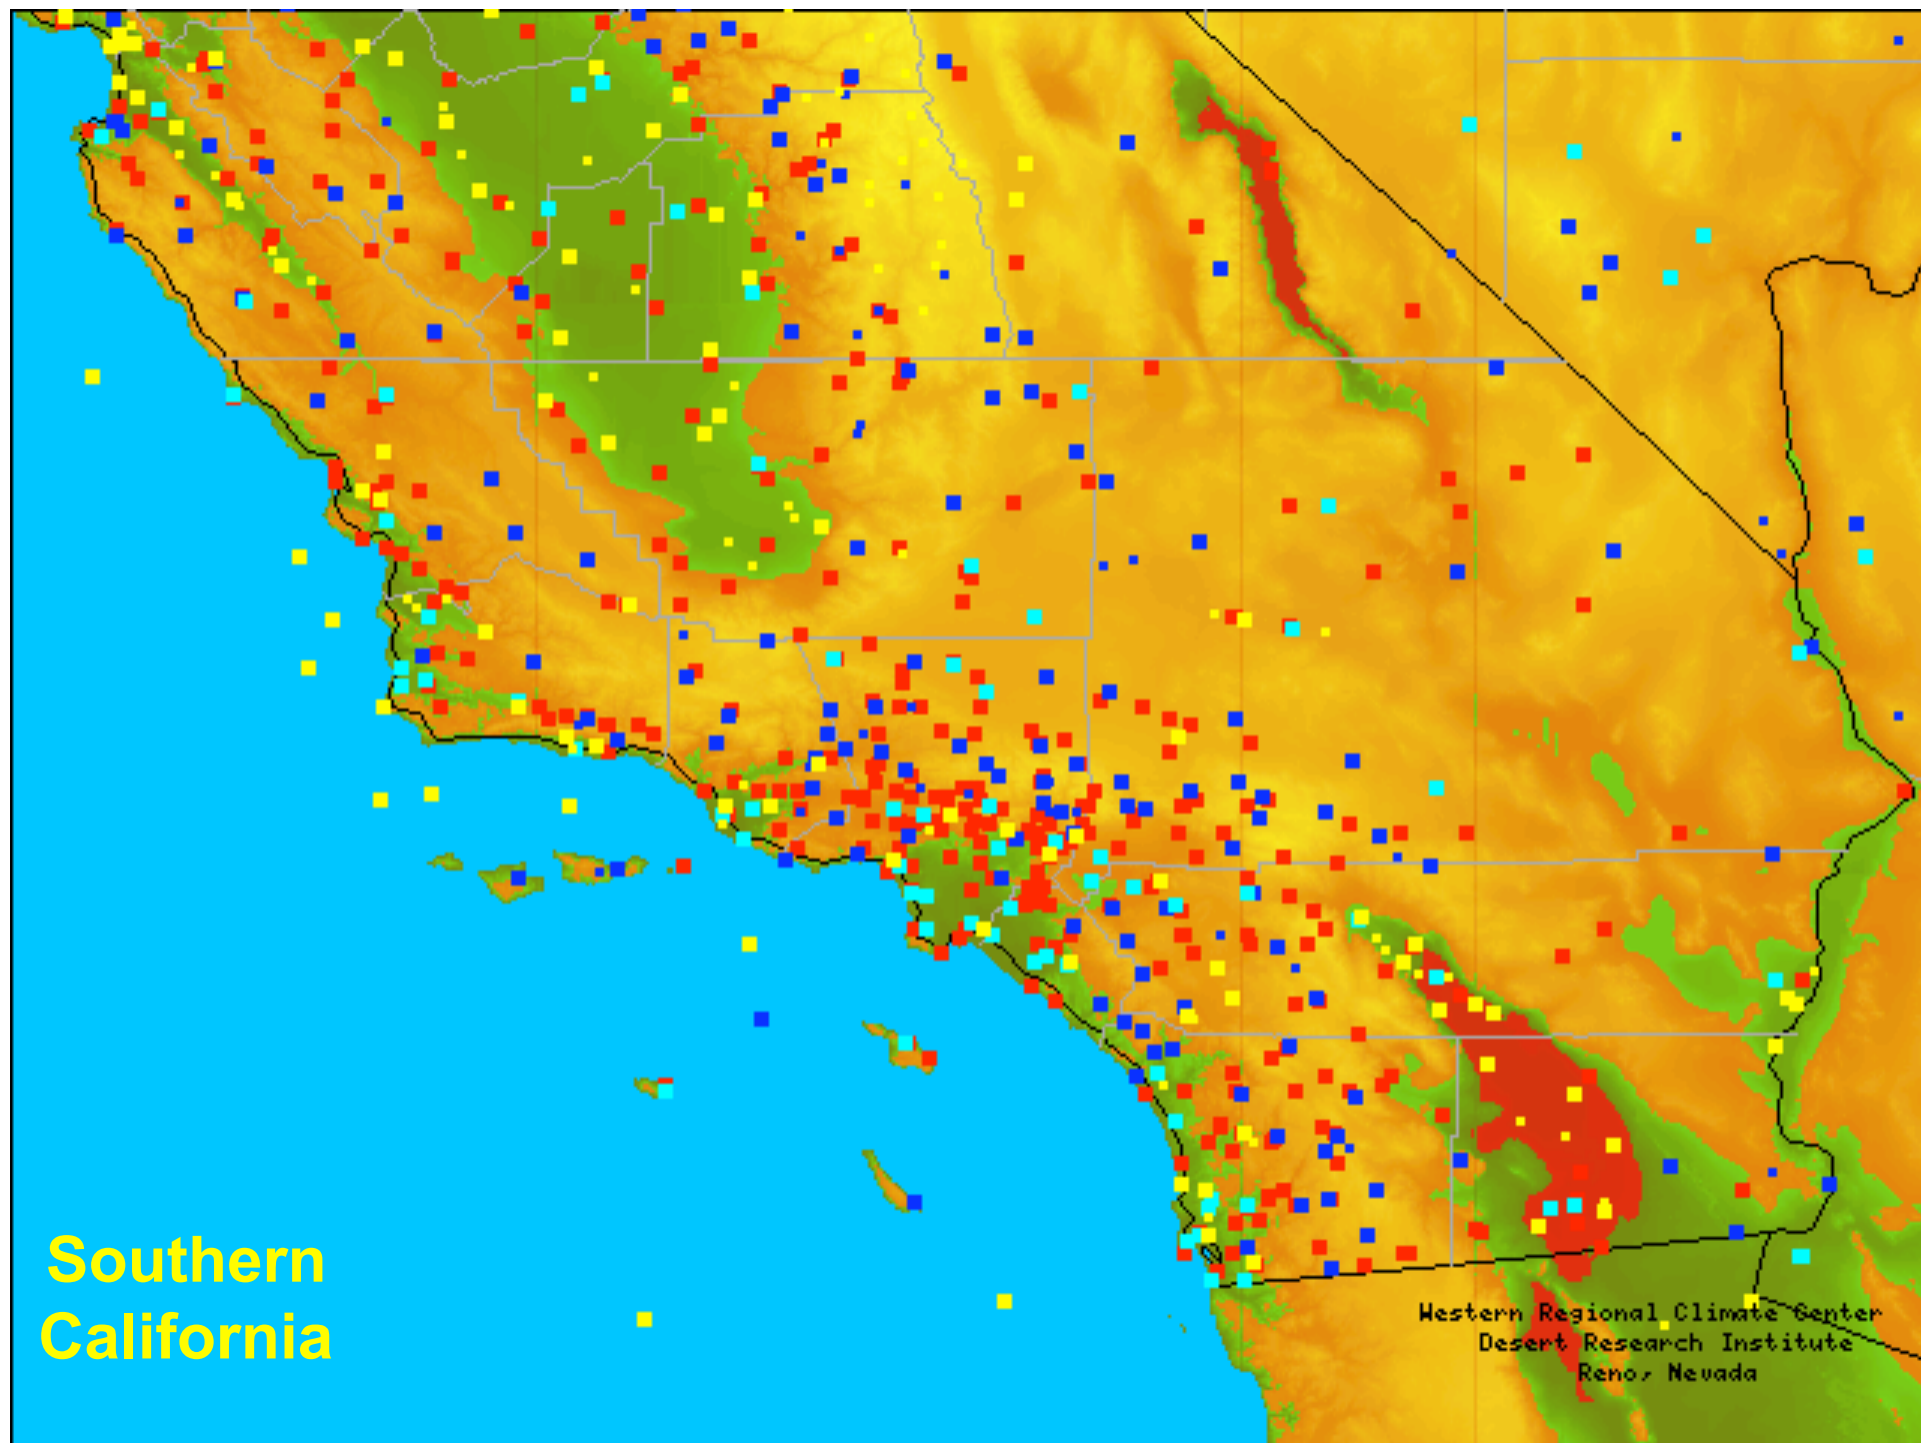 Southern
California
Western Regional Climate Center
Desert Research Institute
Reno, Nevada